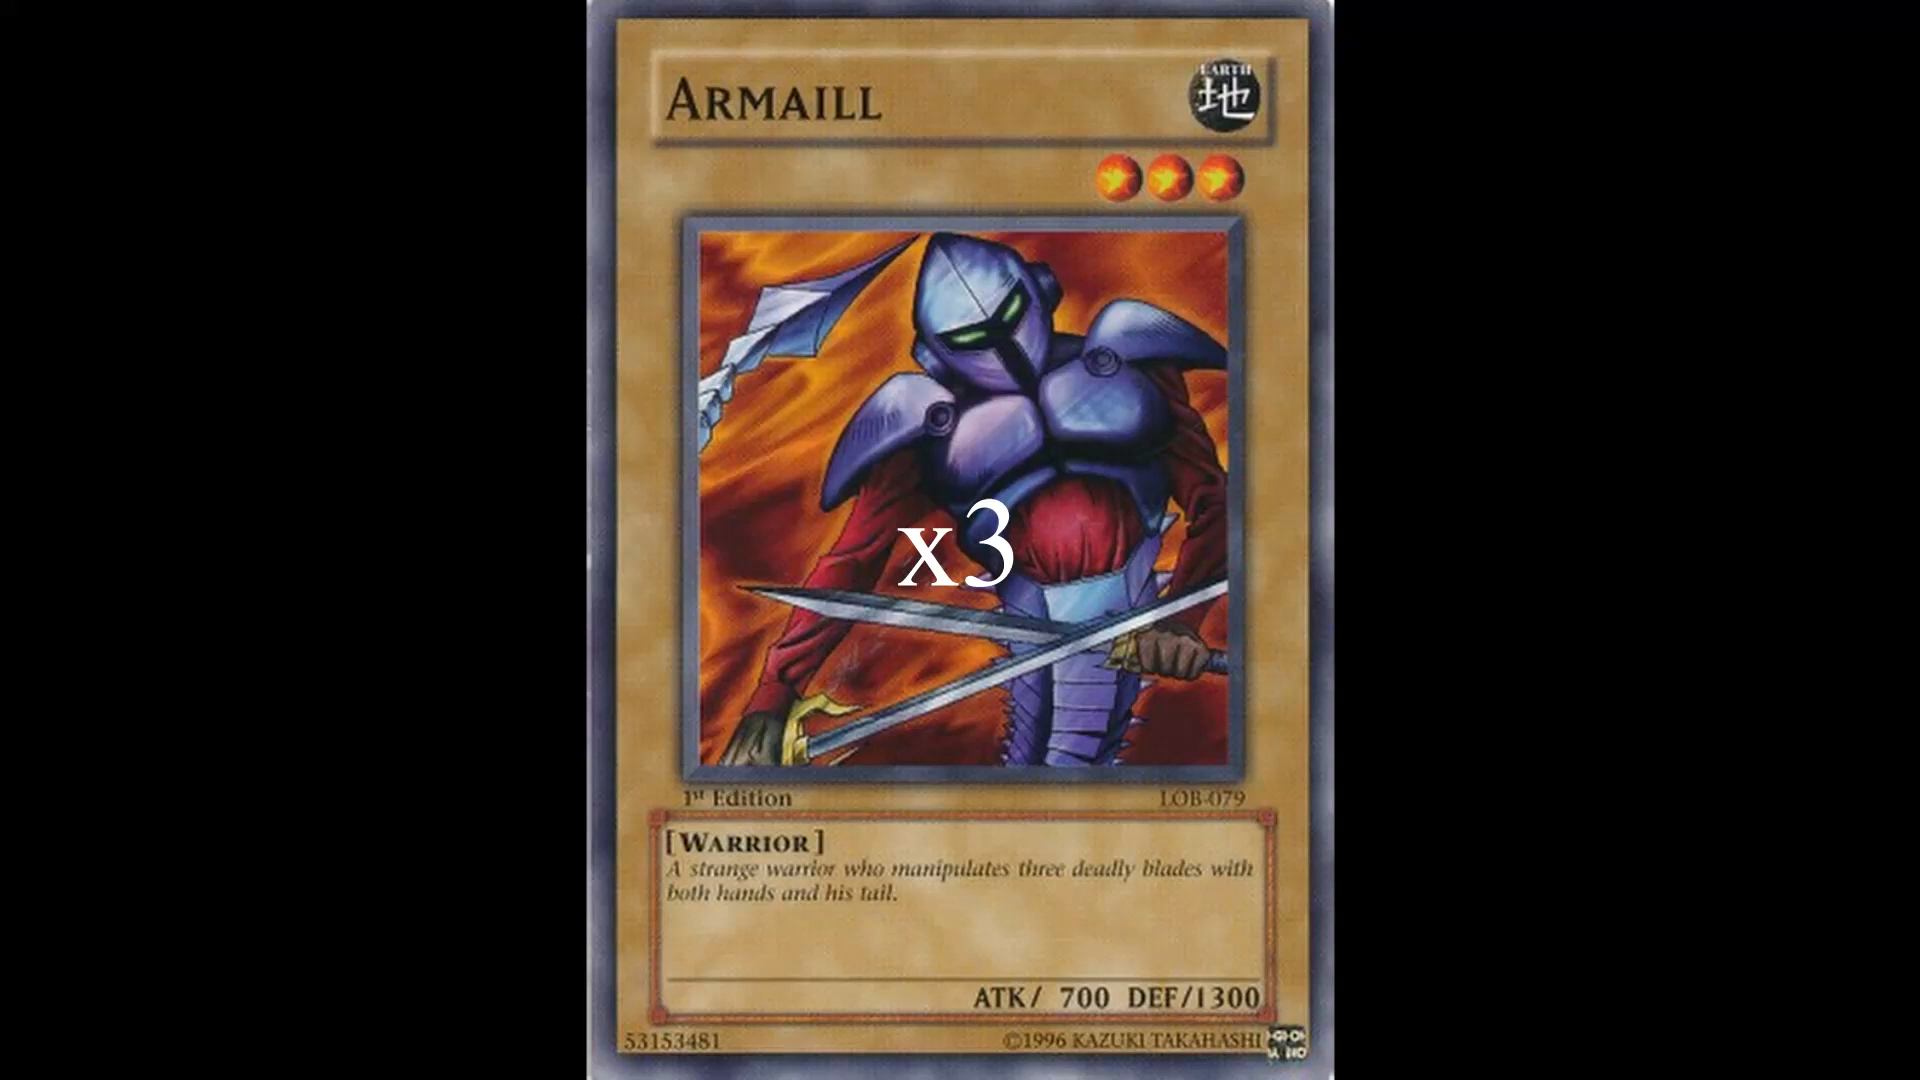 ARMAILL
EARTH
地
x3
1st Edition
LOB-079
[WARRIOR]
A strange warrior who manipulates three deadly blades with
both hands and his tail.
ATK/ 700 DEF/1300
53153481
©1996 KAZUKI TAKAHASHI